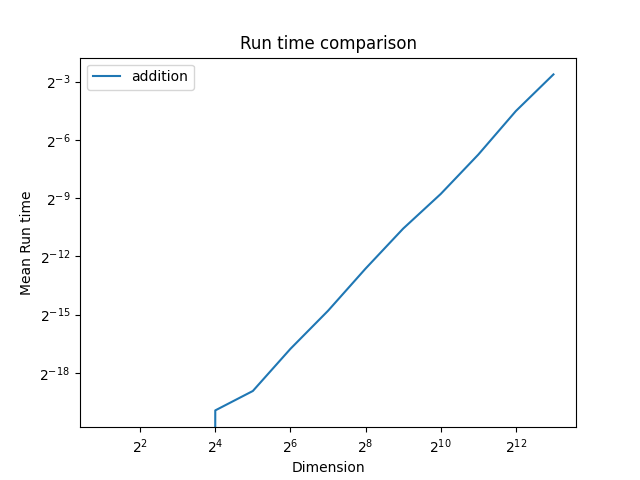 Run time comparison
addition
2^{-3}
2^{-6}
2^{-9}
2^{-12}
2^{-15}
2^{-18}
Mean Run time
2^{2} 2^{4} 2^{6} 2^{8} 2^{10} 2^{12}
Dimension